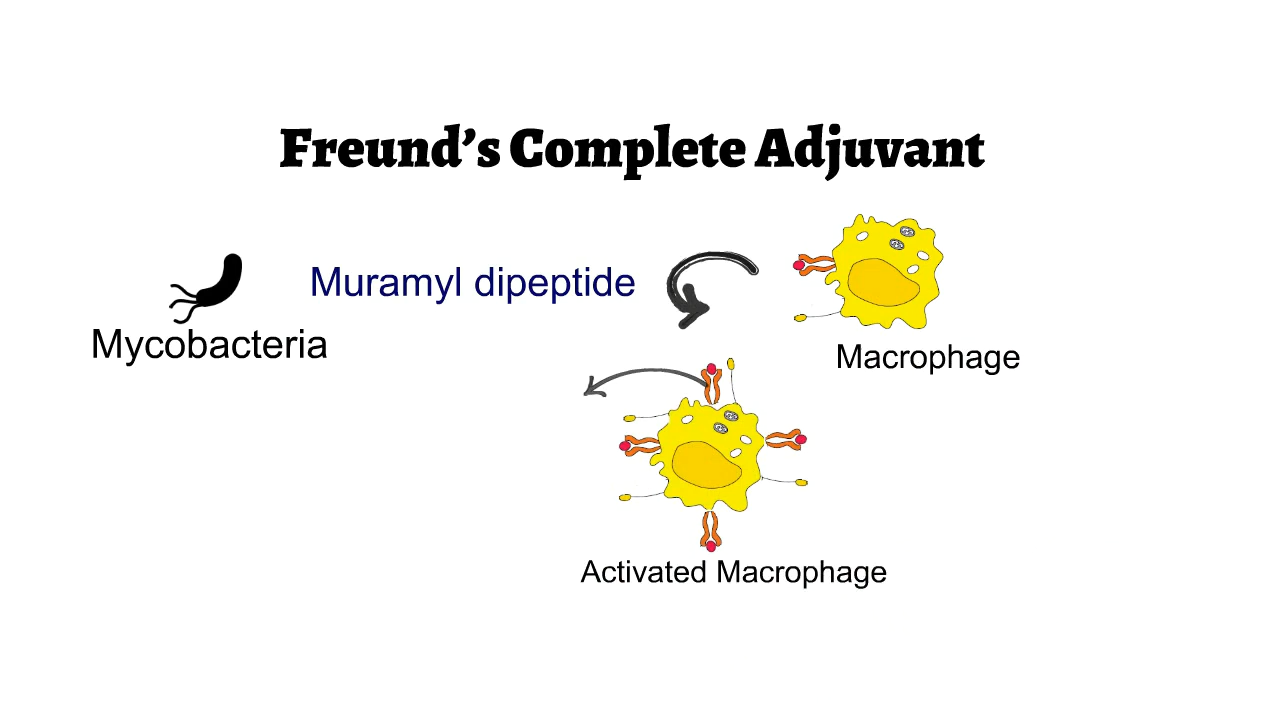 Freund’s Complete Adjuvant
Muramyl dipeptide
Mycobacteria
Macrophage
Activated Macrophage